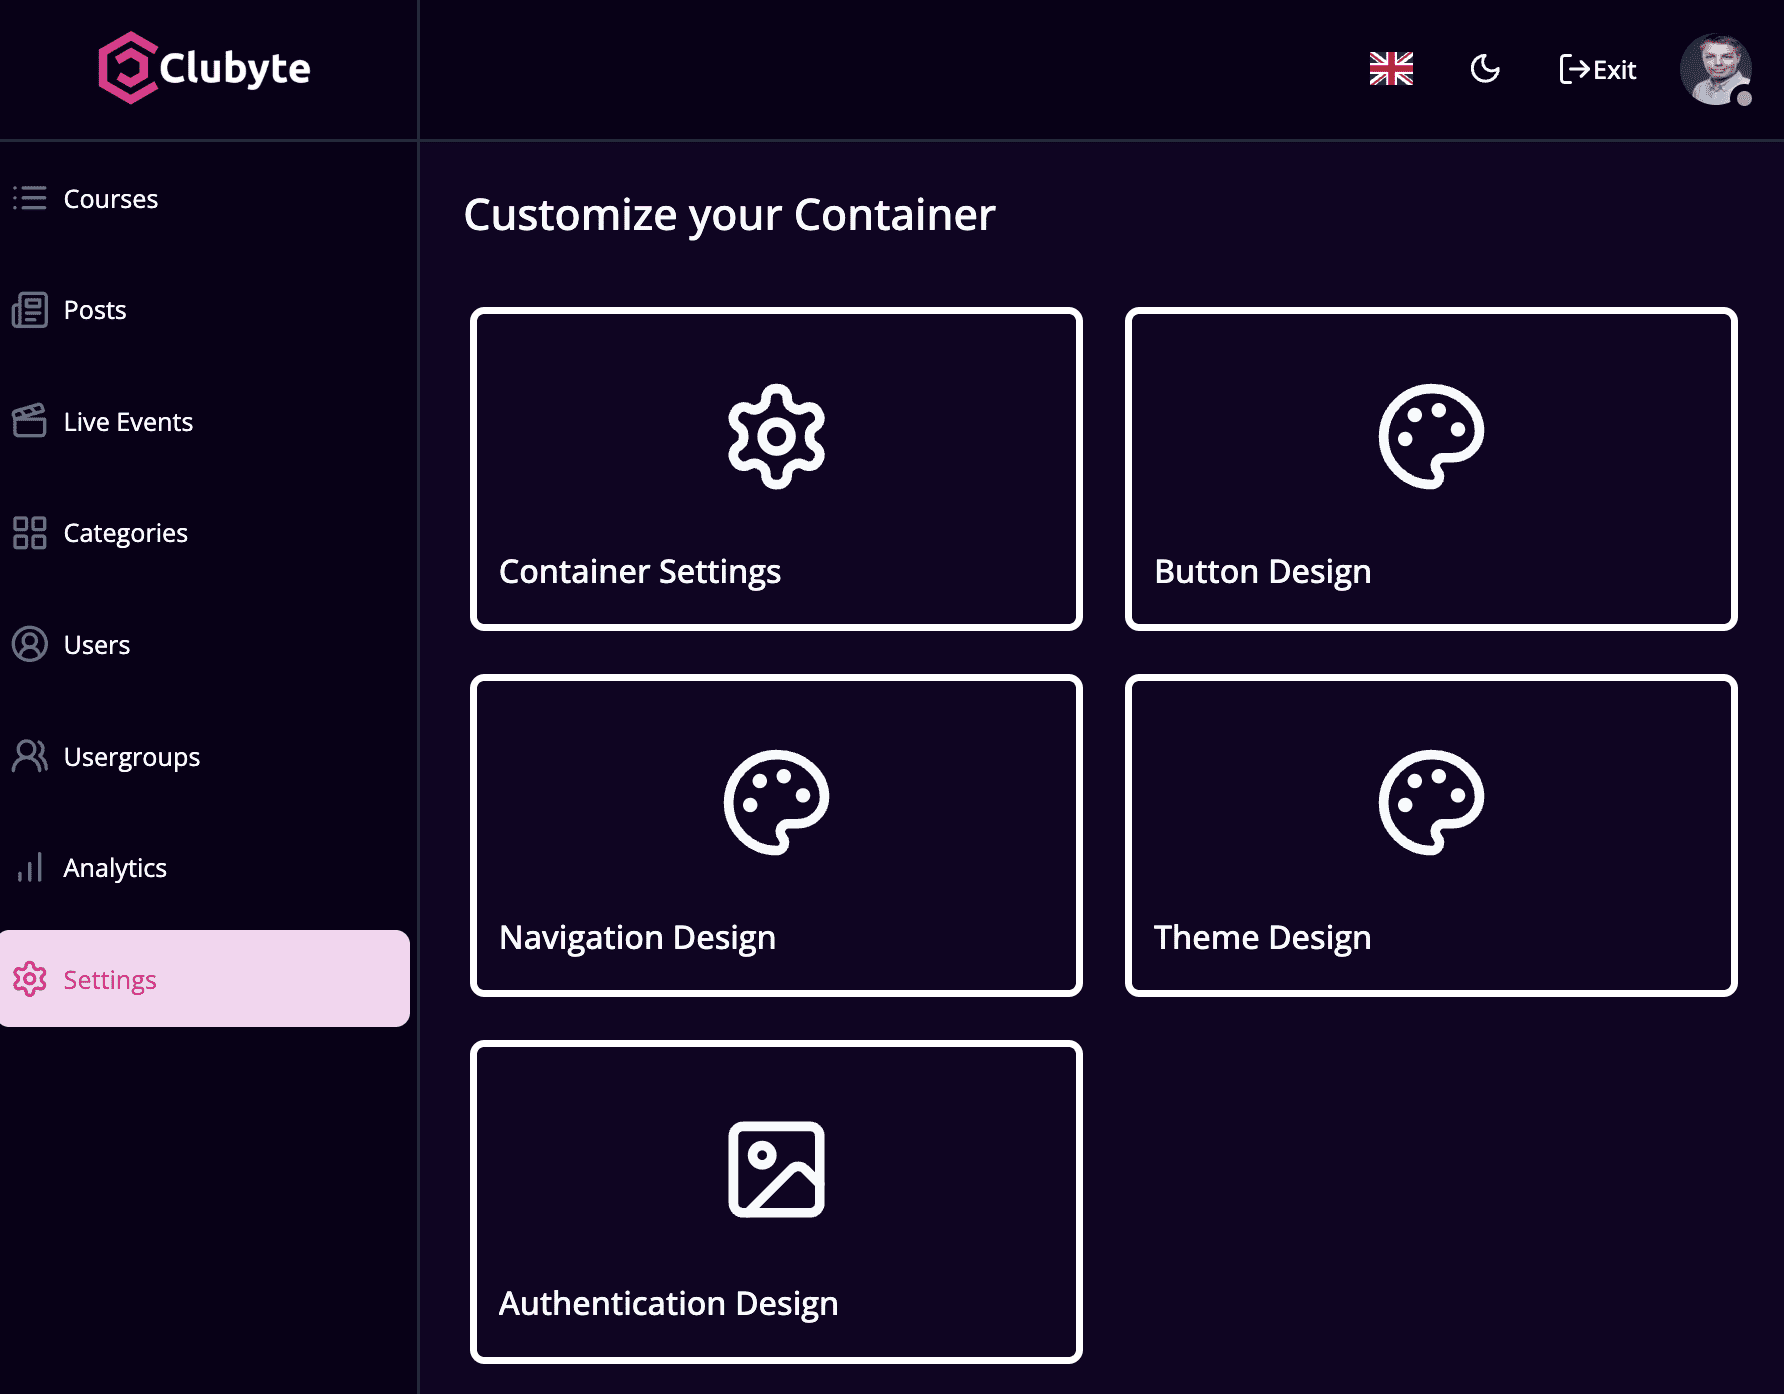 Clubyte
Exit
Courses
Posts
Live Events
Categories
Users
Usergroups
Analytics
Settings
Customize your Container
Container Settings
Button Design
Navigation Design
Theme Design
Authentication Design